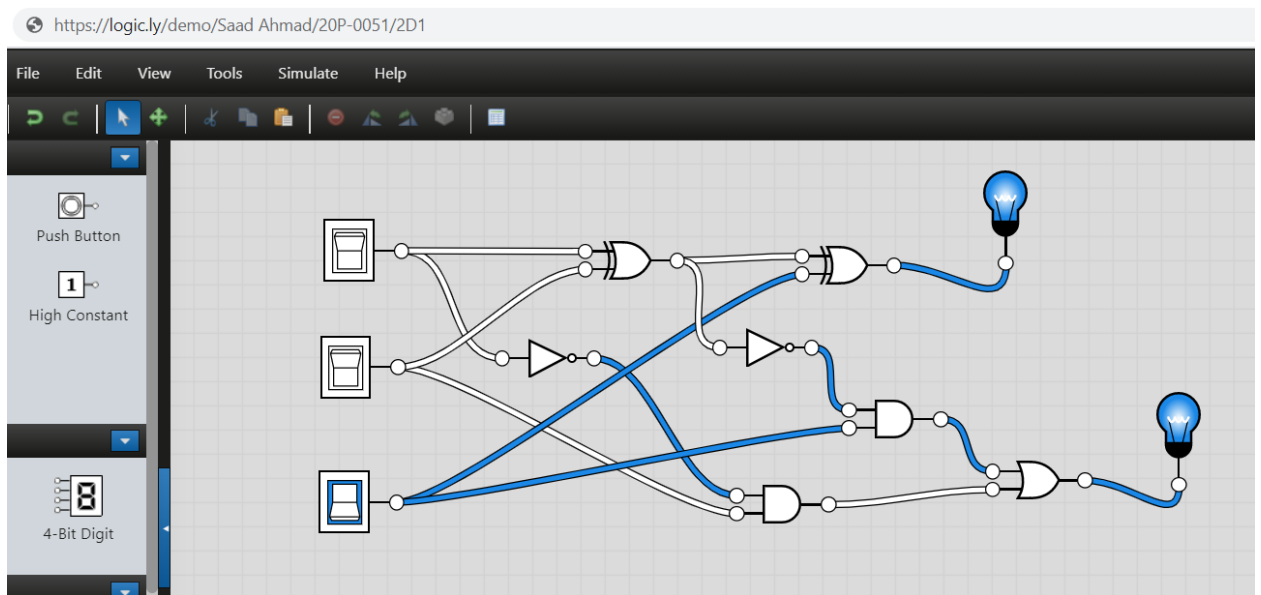 https://logic.ly/demo/Saad Ahmad/20P-0051/2D1
File Edit View Tools Simulate Help
Push Button
1
High Constant
8
4-Bit Digit